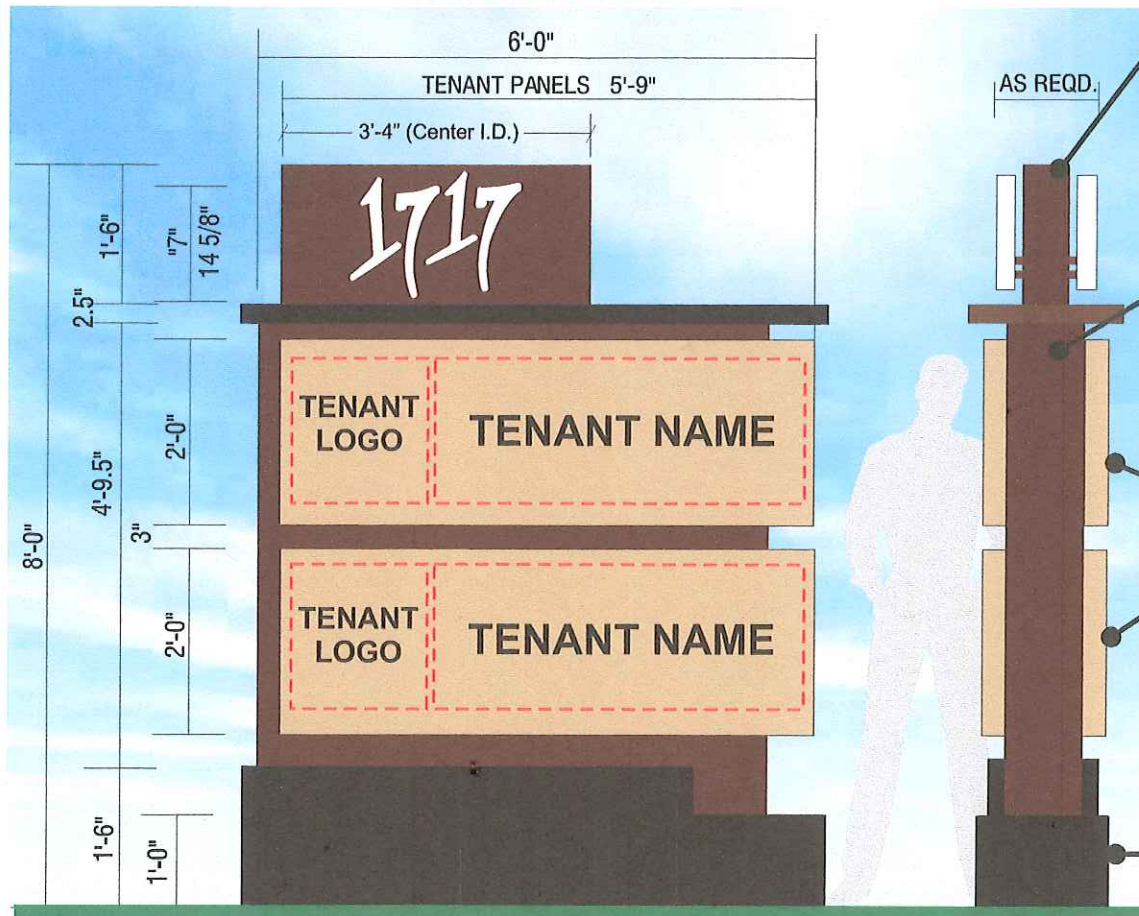 6'-0"
TENANT PANELS 5'-9"
AS REQD.
3'-4" (Center I.D.)
1717
1'-6"
"7"
14 5/8"
2.5"
TENANT
LOGO
TENANT NAME
2'-0"
4'-9.5"
8'-0"
3"
TENANT
LOGO
TENANT NAME
2'-0"
1'-6"
1'-0"